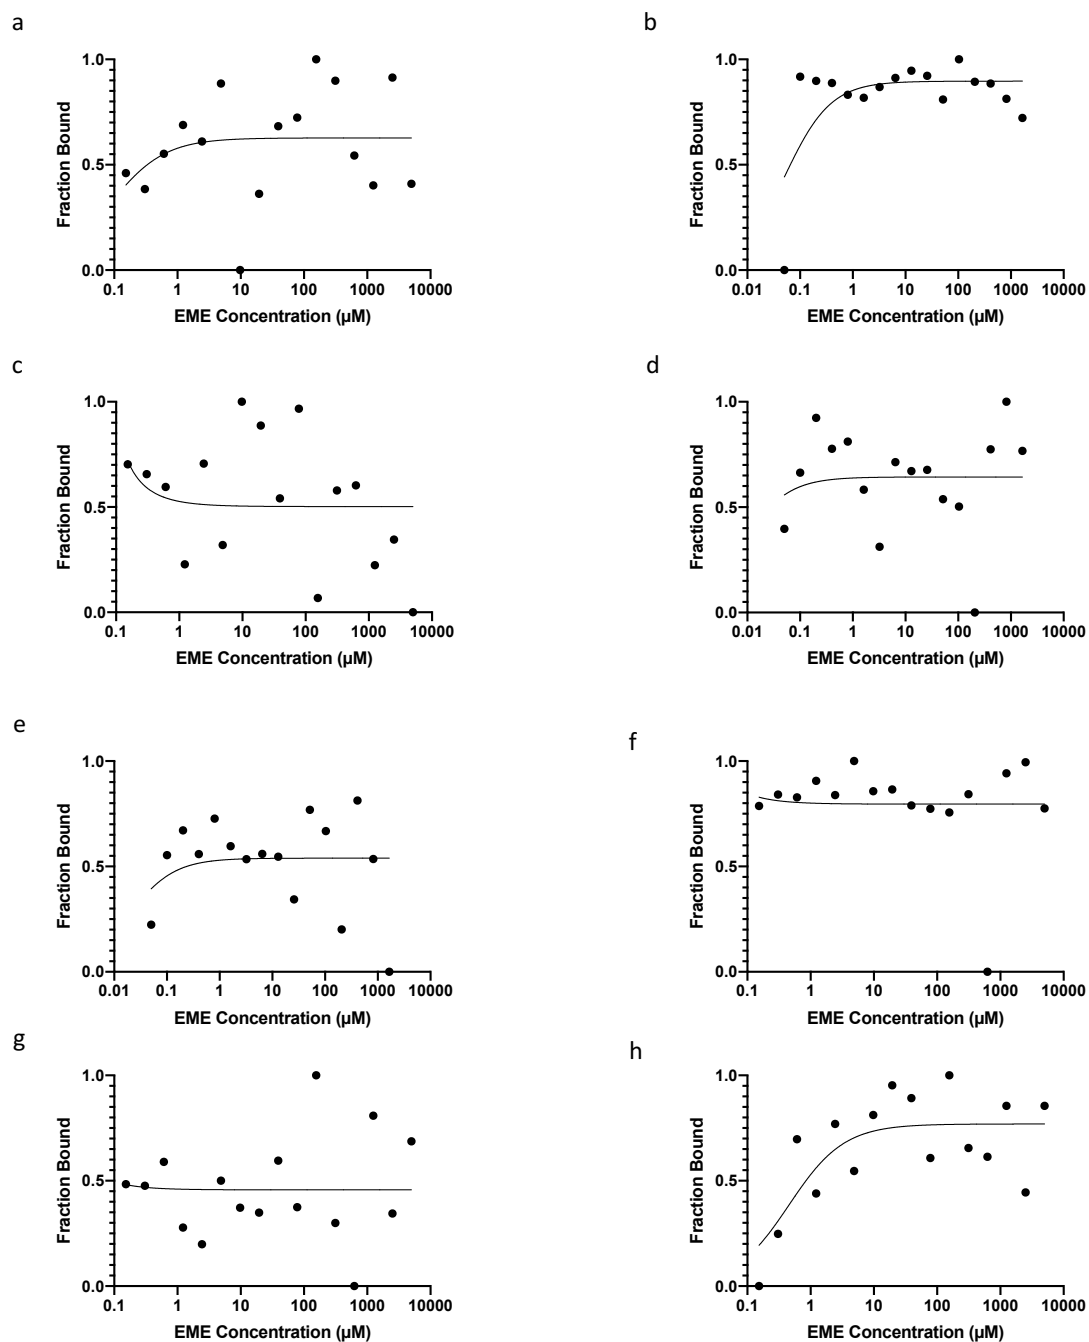 a
1.0
0.5
0.0
Fraction Bound
0.1 1 10 100 1000 10000
EME Concentration (µM)
b
1.0
0.5
0.0
Fraction Bound
0.01 0.1 1 10 100 1000 10000
EME Concentration (µM)
c
1.0
0.5
0.0
Fraction Bound
0.1 1 10 100 1000 10000
EME Concentration (µM)
d
1.0
0.5
0.0
Fraction Bound
0.01 0.1 1 10 100 1000 10000
EME Concentration (µM)
e
1.0
0.5
0.0
Fraction Bound
0.01 0.1 1 10 100 1000 10000
EME Concentration (µM)
f
1.0
0.5
0.0
Fraction Bound
0.1 1 10 100 1000 10000
EME Concentration (µM)
g
1.0
0.5
0.0
Fraction Bound
0.1 1 10 100 1000 10000
EME Concentration (µM)
h
1.0
0.5
0.0
Fraction Bound
0.1 1 10 100 1000 10000
EME Concentration (µM)